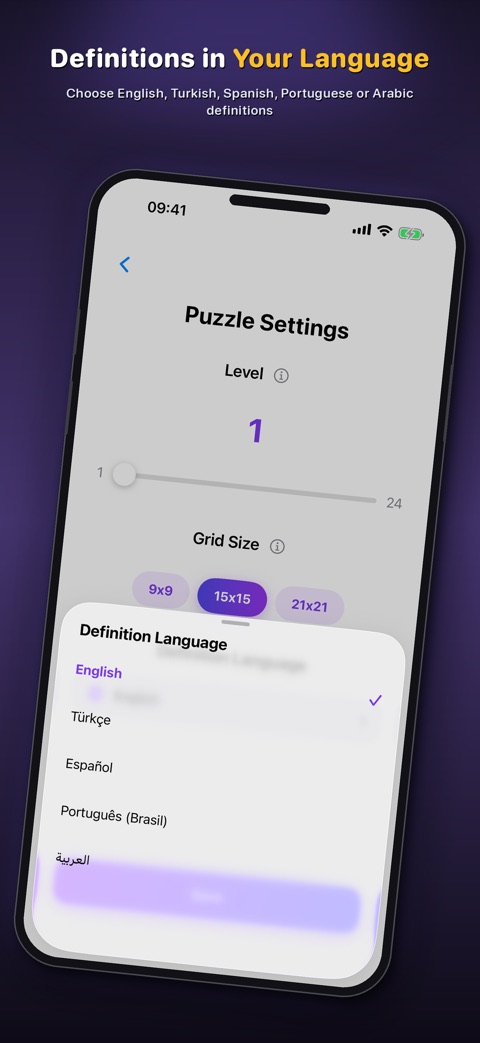 Definitions in Your Language
Choose English, Turkish, Spanish, Portuguese or Arabic
definitions
09:41
Puzzle Settings
Level
1
1
24
Grid Size
9x9
15x15
21x21
Definition Language
English
Türkçe
Español
Português (Brasil)
العربية